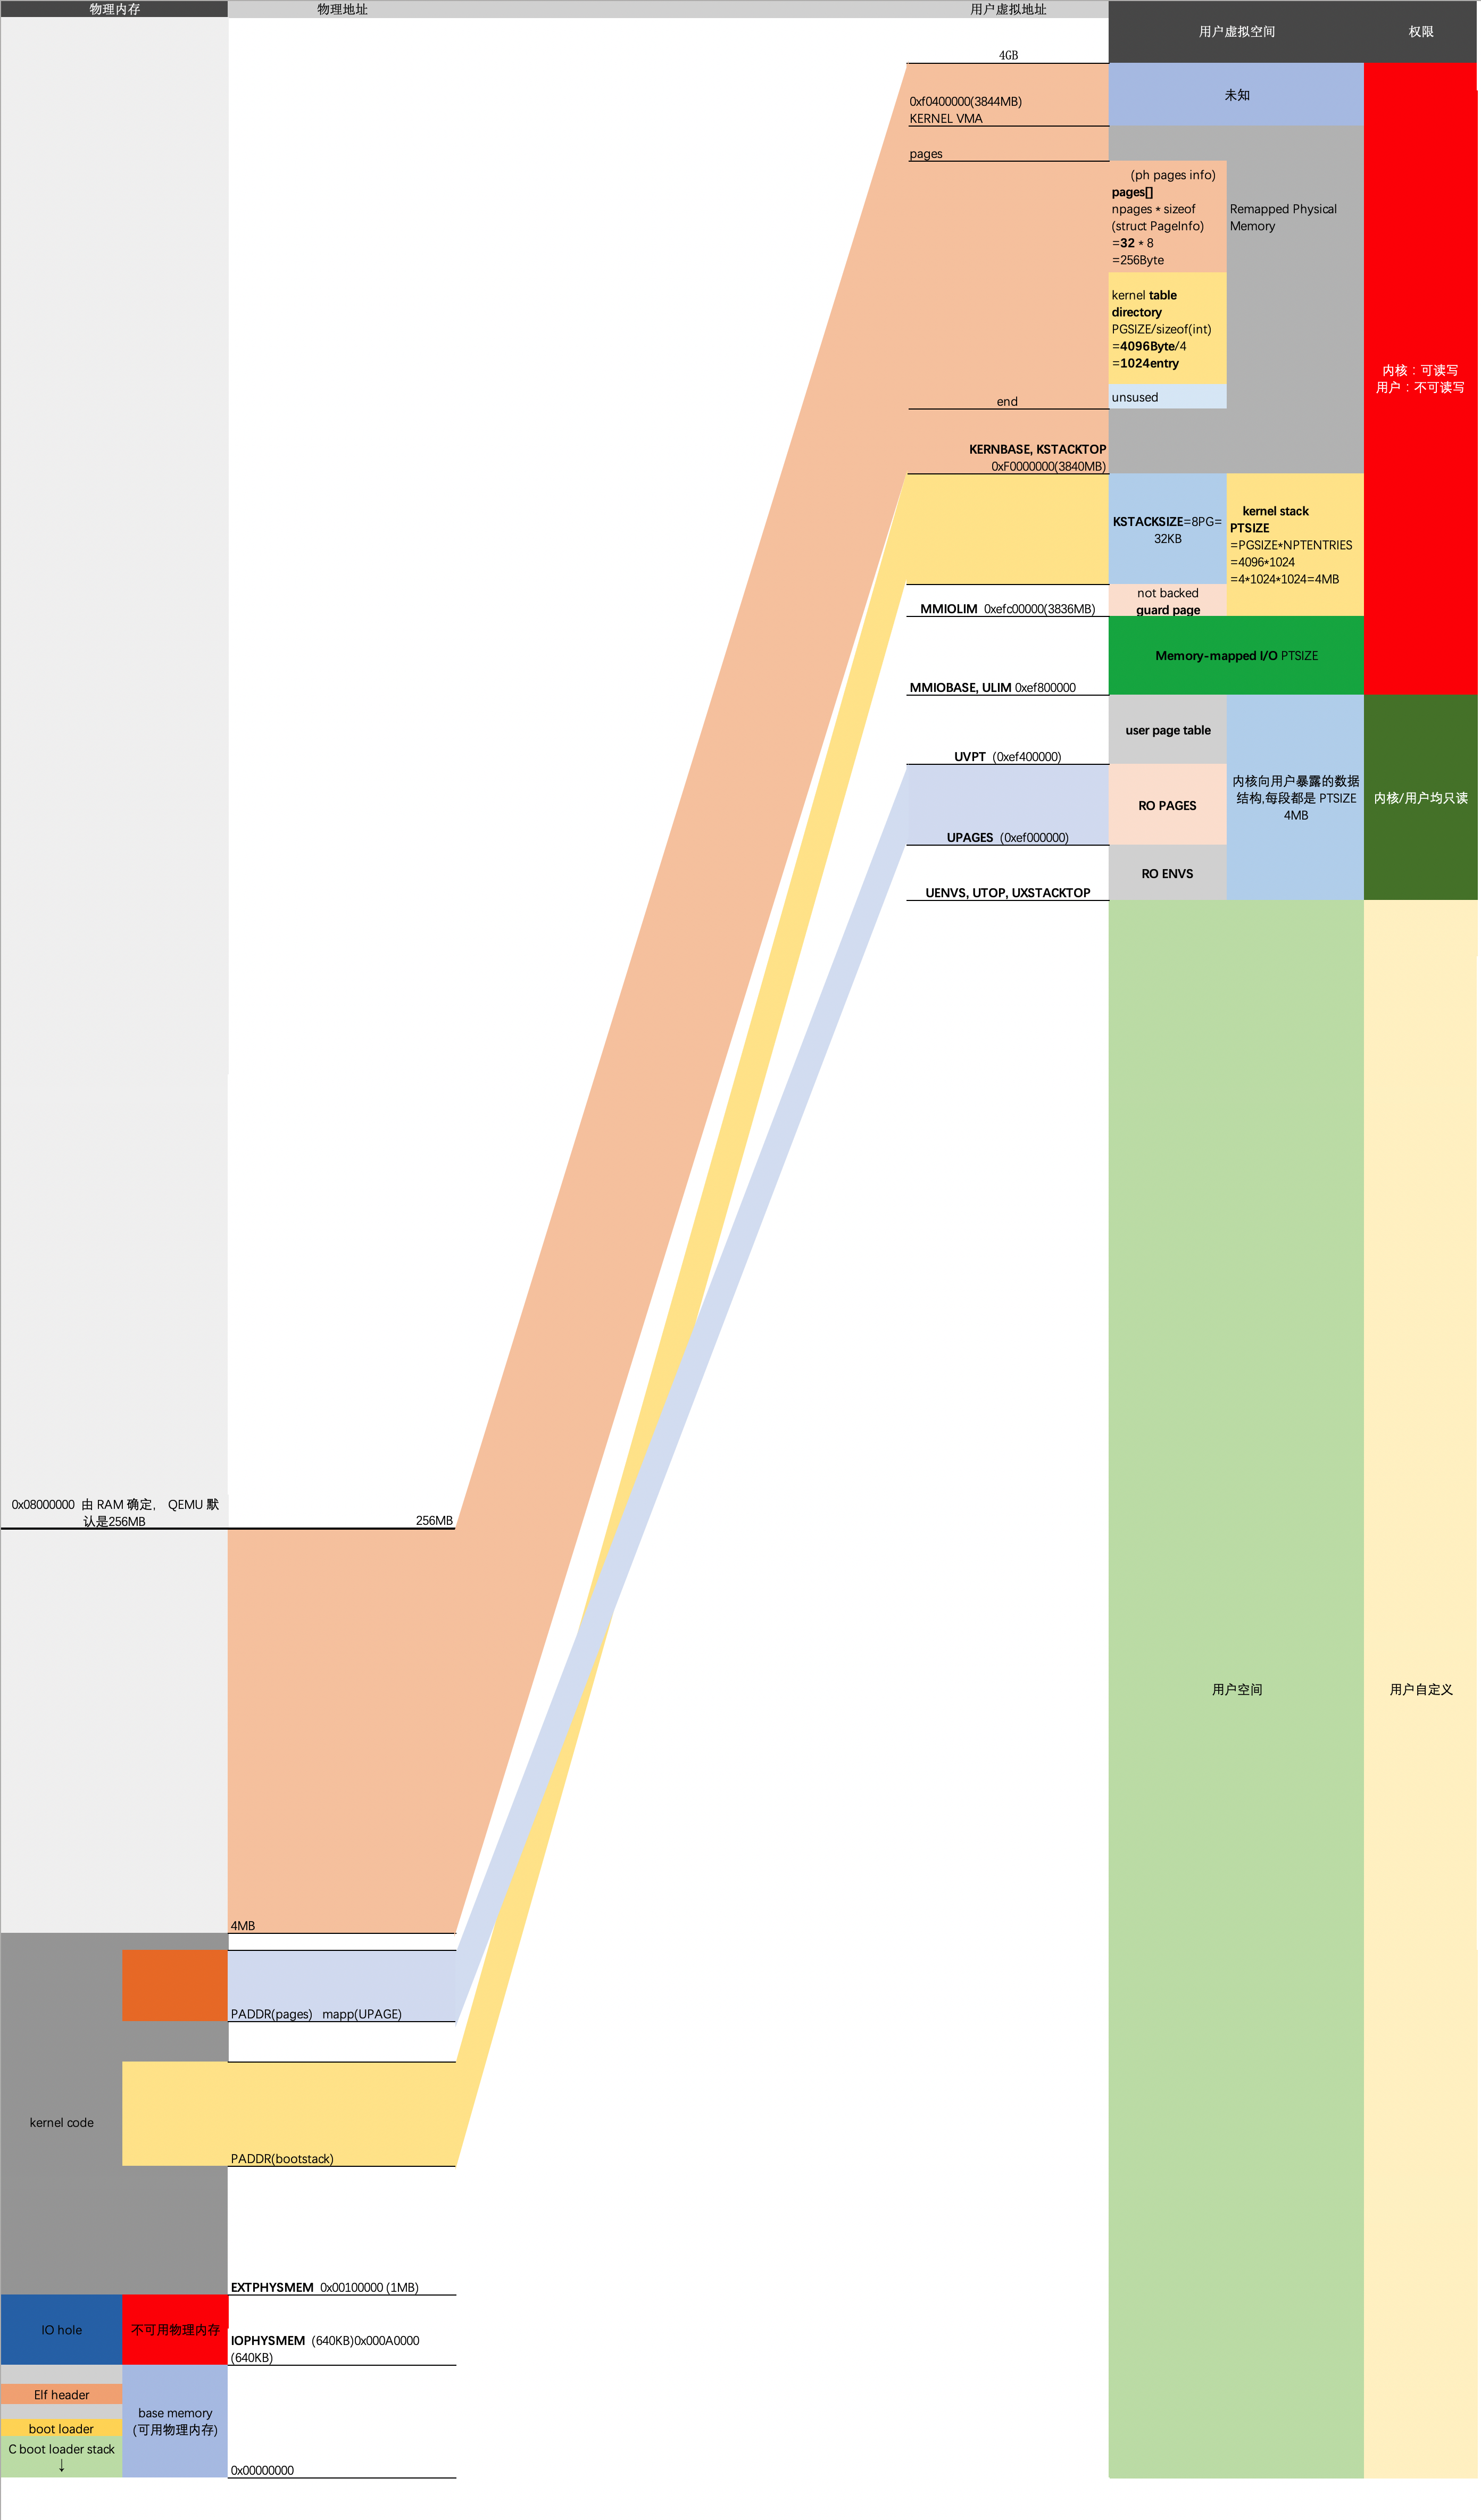 物理内存
物理地址
用户虚拟地址
用户虚拟空间
权限
4GB
未知
0xf0400000(3844MB)
KERNEL VMA
pages
(ph pages info)
pages[]
npages * sizeof
(struct PageInfo)
=32 * 8
=256Byte
Remapped Physical
Memory
kernel table
directory
PGSIZE/sizeof(int)
=4096Byte/4
=1024entry
内核：可读写
用户：不可读写
unsused
end
KERNBASE, KSTACKTOP
0xF0000000(3840MB)
KSTACKSIZE=8PG=
32KB
kernel stack
PTSIZE
=PGSIZE*NPTENTRIES
=4096*1024
=4*1024*1024=4MB
not backed
guard page
MMIOLIM 0xefc00000(3836MB)
Memory-mapped I/O PTSIZE
MMIOBASE, ULIM 0xef800000
user page table
UVPT (0xef400000)
内核向用户暴露的数据
结构,每段都是 PTSIZE
4MB
内核/用户均只读
RO PAGES
UPAGES (0xef000000)
RO ENVS
UENVS, UTOP, UXSTACKTOP
0x08000000 由 RAM 确定, QEMU 默
认是256MB
256MB
用户空间
用户自定义
4MB
PADDR(pages) mapp(UPAGE)
kernel code
PADDR(bootstack)
EXTPHYSMEM 0x00100000 (1MB)
IO hole
不可用物理内存
IOPHYSMEM (640KB)0x000A0000
(640KB)
Elf header
base memory
(可用物理内存)
boot loader
C boot loader stack
↓
0x00000000